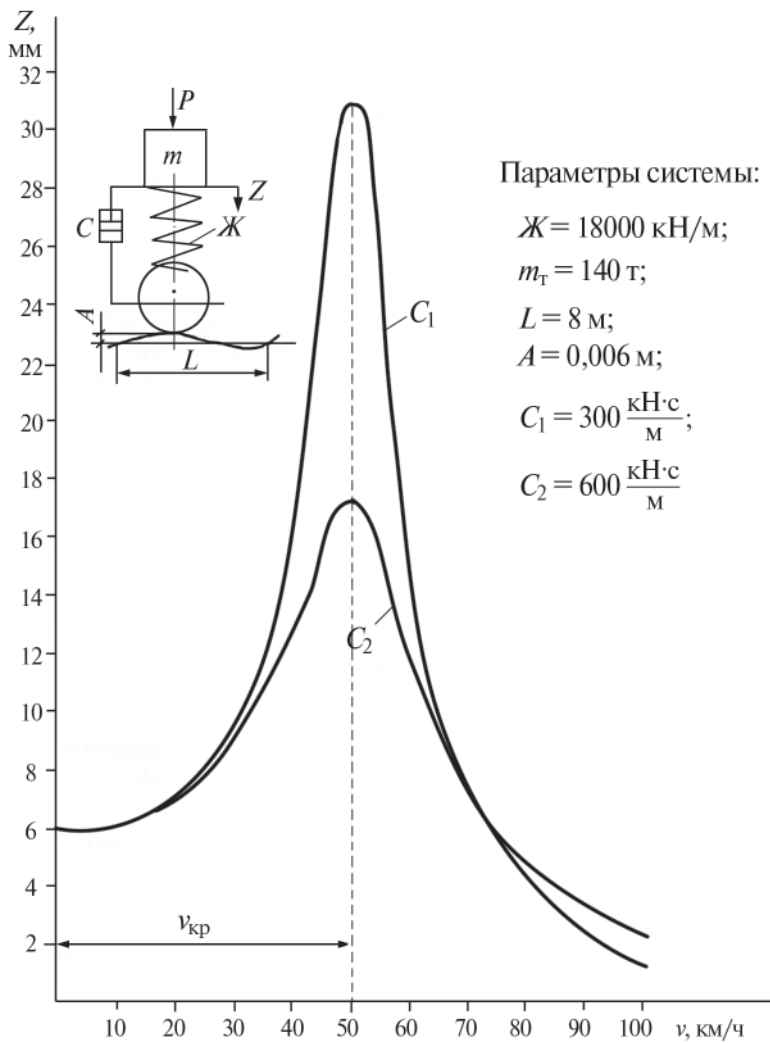 Z,
мм
32
30
28
26
24
22
20
18
16
14
12
10
8
6
4
2
P
m
Z
C
Ж
A
L
Параметры системы:
Ж = 18000 кН/м;
mт = 140 т;
L = 8 м;
A = 0,006 м;
C1 = 300 кН·с/м;
C2 = 600 кН·с/м
C1
C2
vкр
10 20 30 40 50 60 70 80 90 100 v, км/ч